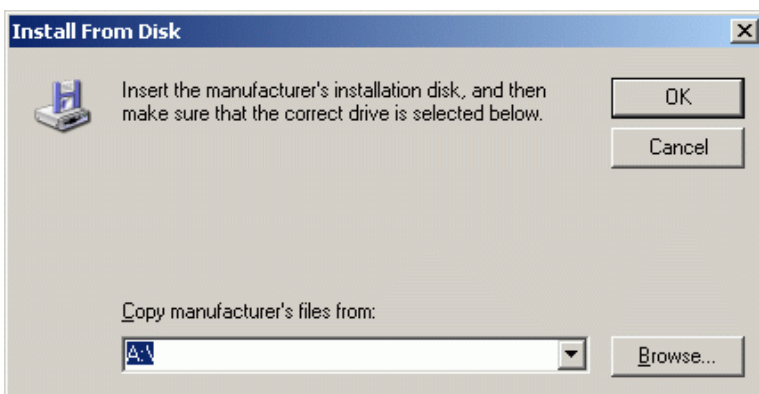 Install From Disk
Insert the manufacturer's installation disk, and then
make sure that the correct drive is selected below.
OK
Cancel
Copy manufacturer's files from:
A:\
Browse...